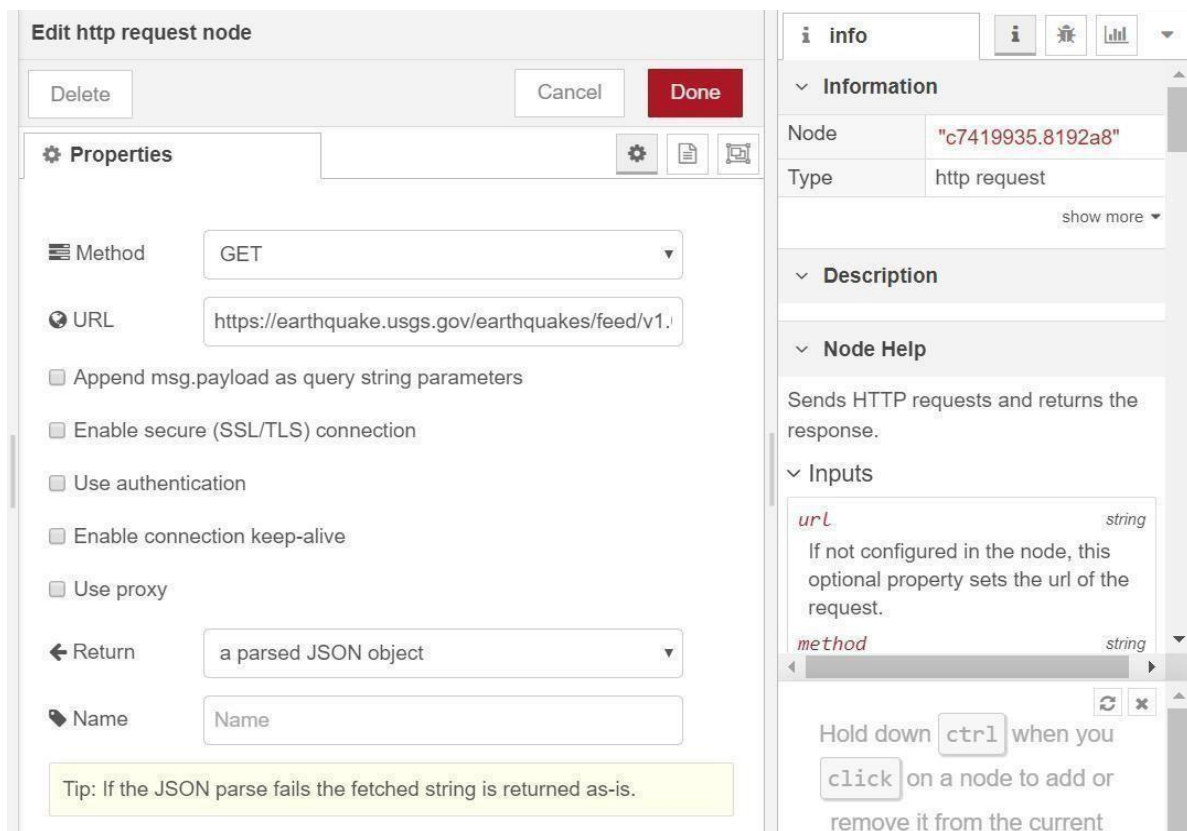 Edit http request node
Delete
Cancel
Done
Properties
Method
GET
URL
https://earthquake.usgs.gov/earthquakes/feed/v1.
Append msg.payload as query string parameters
Enable secure (SSL/TLS) connection
Use authentication
Enable connection keep-alive
Use proxy
Return
a parsed JSON object
Name
Name
Tip: If the JSON parse fails the fetched string is returned as-is.
i info
i
Information
Node "c7419935.8192a8"
Type http request
show more
Description
Node Help
Sends HTTP requests and returns the
response.
Inputs
url string
If not configured in the node, this
optional property sets the url of the
request.
method string
Hold down ctrl when you
click on a node to add or
remove it from the current